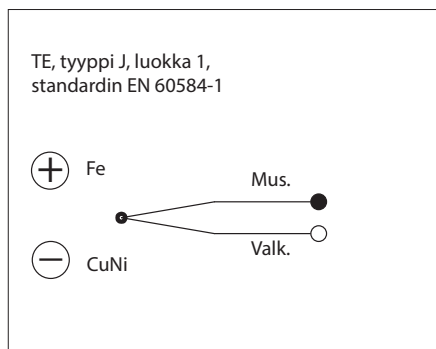 TE, tyyppi J, luokka 1,
standardin EN 60584-1
+ Fe
Mus.
Valk.
− CuNi